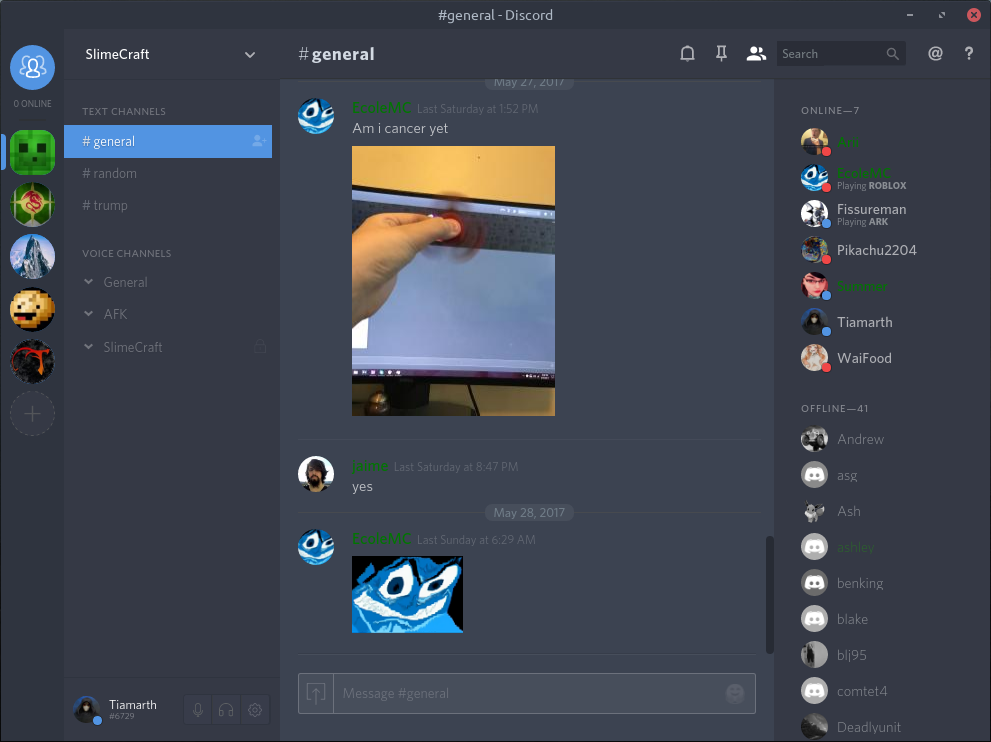 #general - Discord
SlimeCraft
#general
Search
@
?
0 ONLINE
TEXT CHANNELS
# general
# random
# trump
VOICE CHANNELS
General
AFK
SlimeCraft
Tiamarth
#6729
May 27, 2017
EcoleMC Last Saturday at 1:52 PM
Am i cancer yet
Last Saturday at 8:47 PM
yes
May 28, 2017
EcoleMC Last Sunday at 6:29 AM
Message #general
ONLINE—7
Arii
EcoleMC
Playing ROBLOX
Fissureman
Playing ARK
Pikachu2204
Summer
Tiamarth
WaiFood
OFFLINE—41
Andrew
asg
Ash
ashley
benking
blake
blj95
comtet4
Deadlyunit